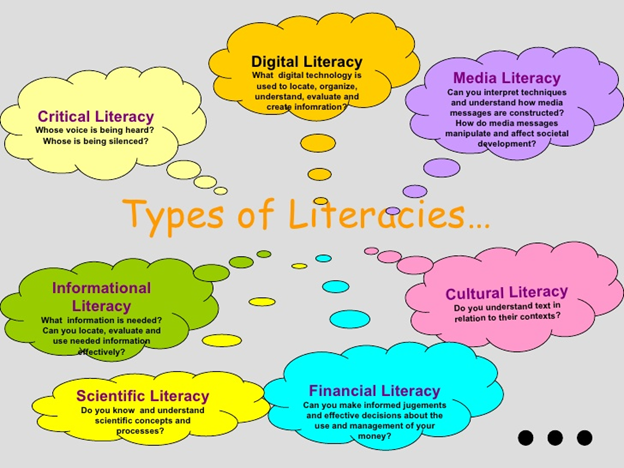 Digital Literacy
What digital technology is
used to locate, organize,
understand, evaluate and
create infomration?
Media Literacy
Can you interpret techniques
and understand how media
messages are constructed?
How do media messages
manipulate and affect societal
development?
Critical Literacy
Whose voice is being heard?
Whose is being silenced?
Types of Literacies...
Informational
Literacy
What information is needed?
Can you locate, evaluate and
use needed information
effectively?
Cultural Literacy
Do you understand text in
relation to their contexts?
Scientific Literacy
Do you know and understand
scientific concepts and
processes?
Financial Literacy
Can you make informed jugements
and effective decisions about the
use and management of your
money?